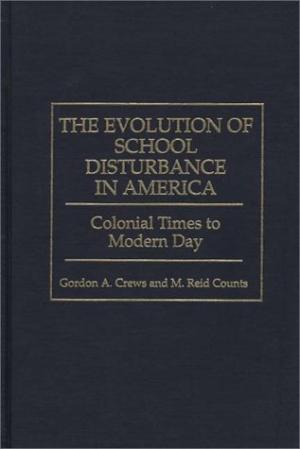 THE EVOLUTION OF
SCHOOL
DISTURBANCE
IN AMERICA
Colonial Times to
Modern Day
Gordon A. Crews and M. Reid Counts